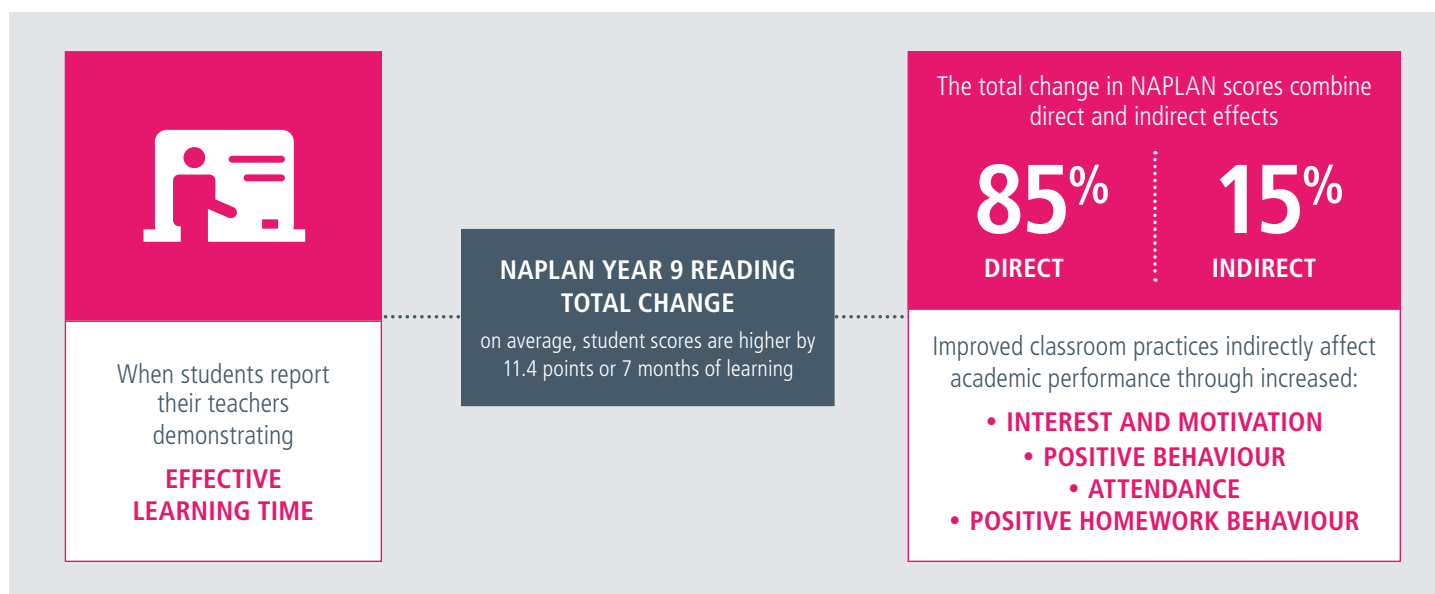 When students report
their teachers
demonstrating
EFFECTIVE
LEARNING TIME
NAPLAN YEAR 9 READING
TOTAL CHANGE
on average, student scores are higher by
11.4 points or 7 months of learning
The total change in NAPLAN scores combine
direct and indirect effects
85% 15%
DIRECT INDIRECT
Improved classroom practices indirectly affect
academic performance through increased:
• INTEREST AND MOTIVATION
• POSITIVE BEHAVIOUR
• ATTENDANCE
• POSITIVE HOMEWORK BEHAVIOUR